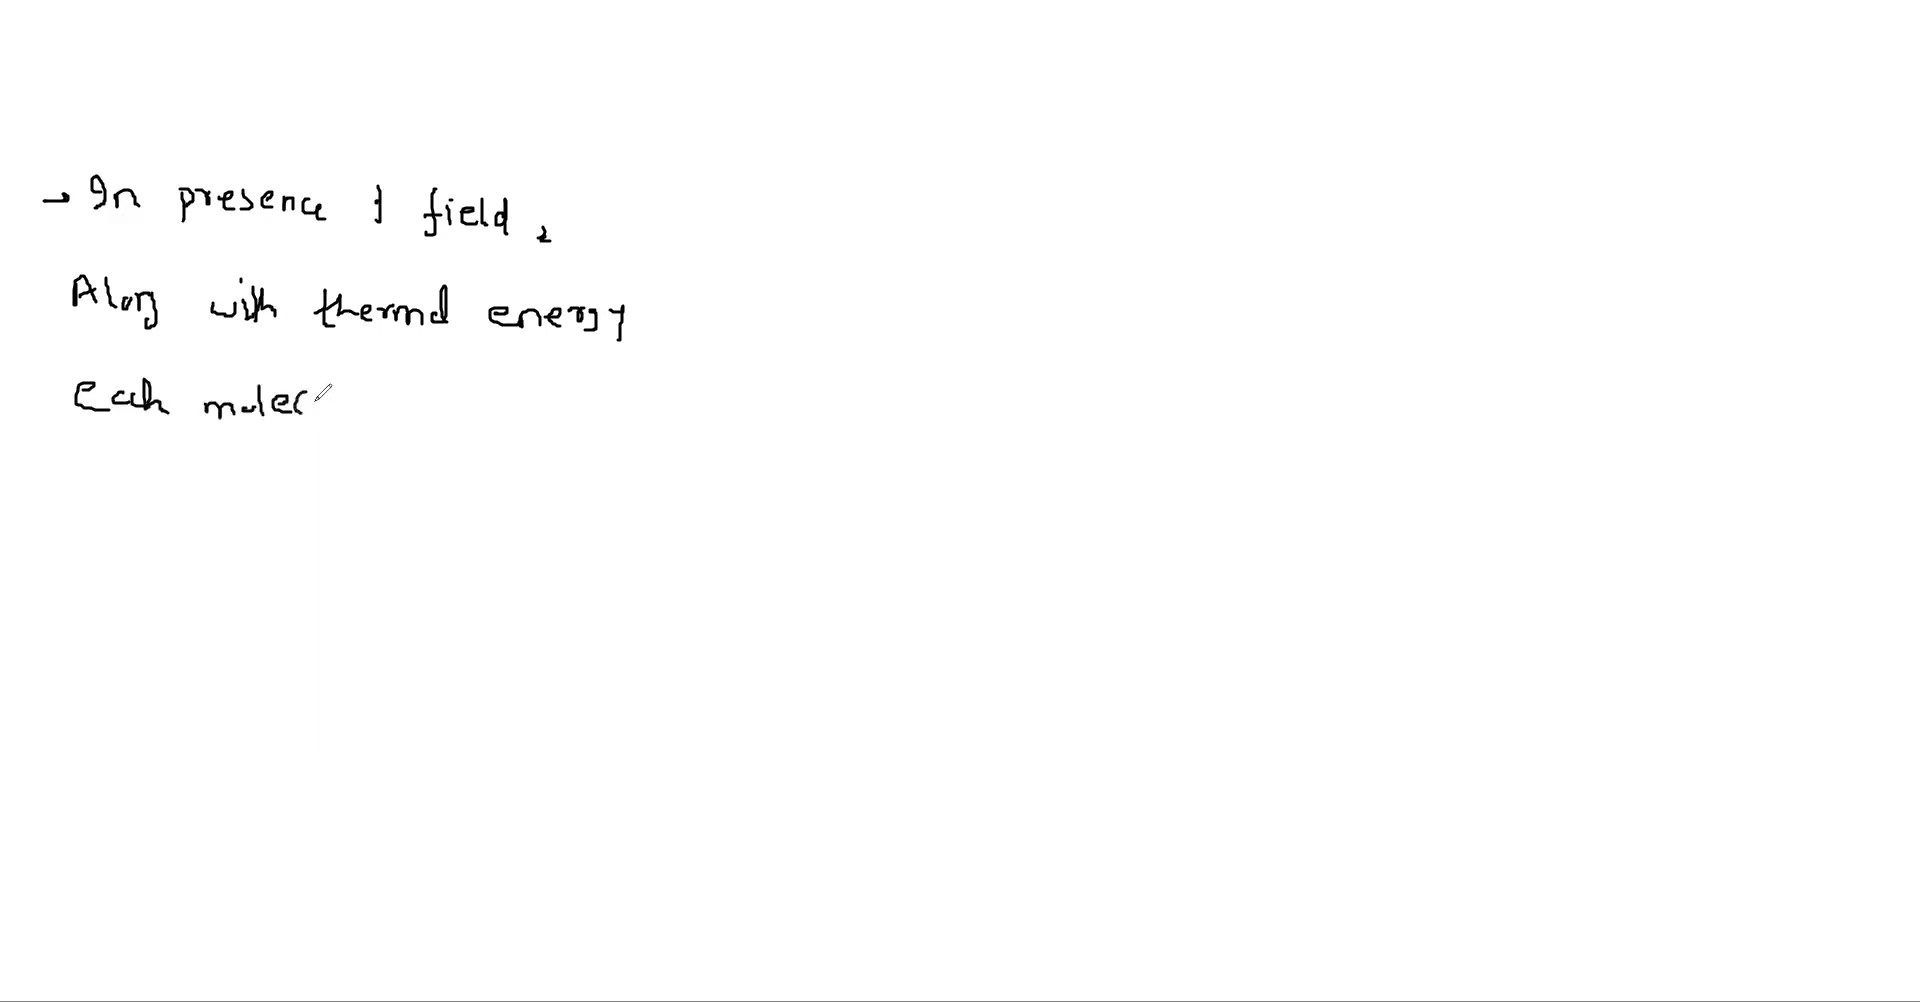 → In presence of field,
Along with thermal energy
Each molec